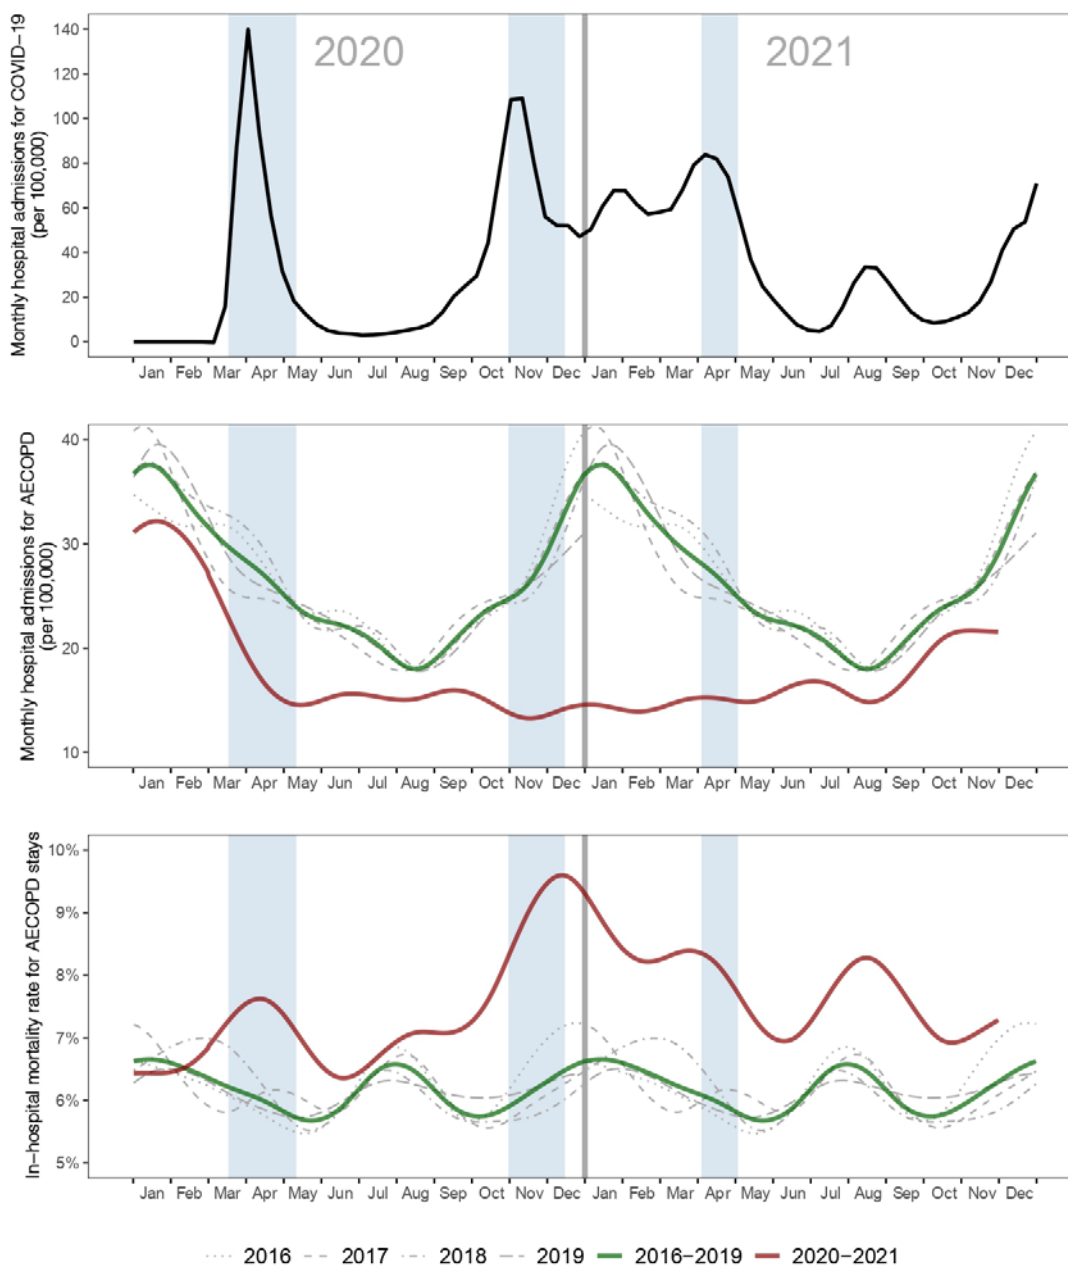 Monthly hospital admissions for COVID−19
(per 100,000)
140
120
100
80
60
40
20
0
2020
2021
Jan Feb Mar Apr May Jun Jul Aug Sep Oct Nov Dec Jan Feb Mar Apr May Jun Jul Aug Sep Oct Nov Dec
Monthly hospital admissions for AECOPD
(per 100,000)
40
30
20
10
Jan Feb Mar Apr May Jun Jul Aug Sep Oct Nov Dec Jan Feb Mar Apr May Jun Jul Aug Sep Oct Nov Dec
In−hospital mortality rate for AECOPD stays
10%
9%
8%
7%
6%
5%
Jan Feb Mar Apr May Jun Jul Aug Sep Oct Nov Dec Jan Feb Mar Apr May Jun Jul Aug Sep Oct Nov Dec
2016 2017 2018 2019 2016−2019 2020−2021